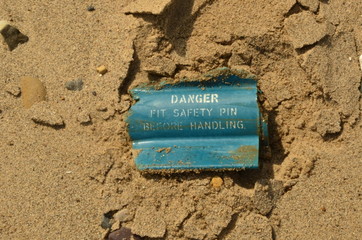 DANGER
FIT SAFETY PIN
BEFORE HANDLING